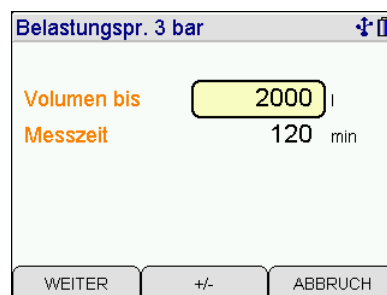 Belastungspr. 3 bar
Volumen bis 2000 l
Messzeit 120 min
WEITER +/- ABBRUCH